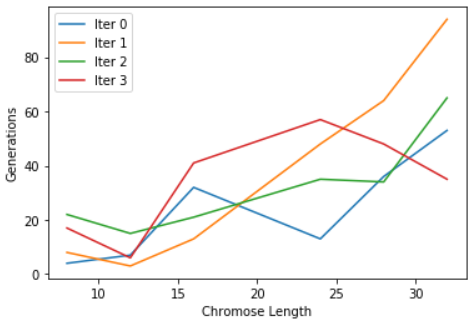 Iter 0
Iter 1
Iter 2
Iter 3
Generations
80
60
40
20
0
10 15 20 25 30
Chromose Length